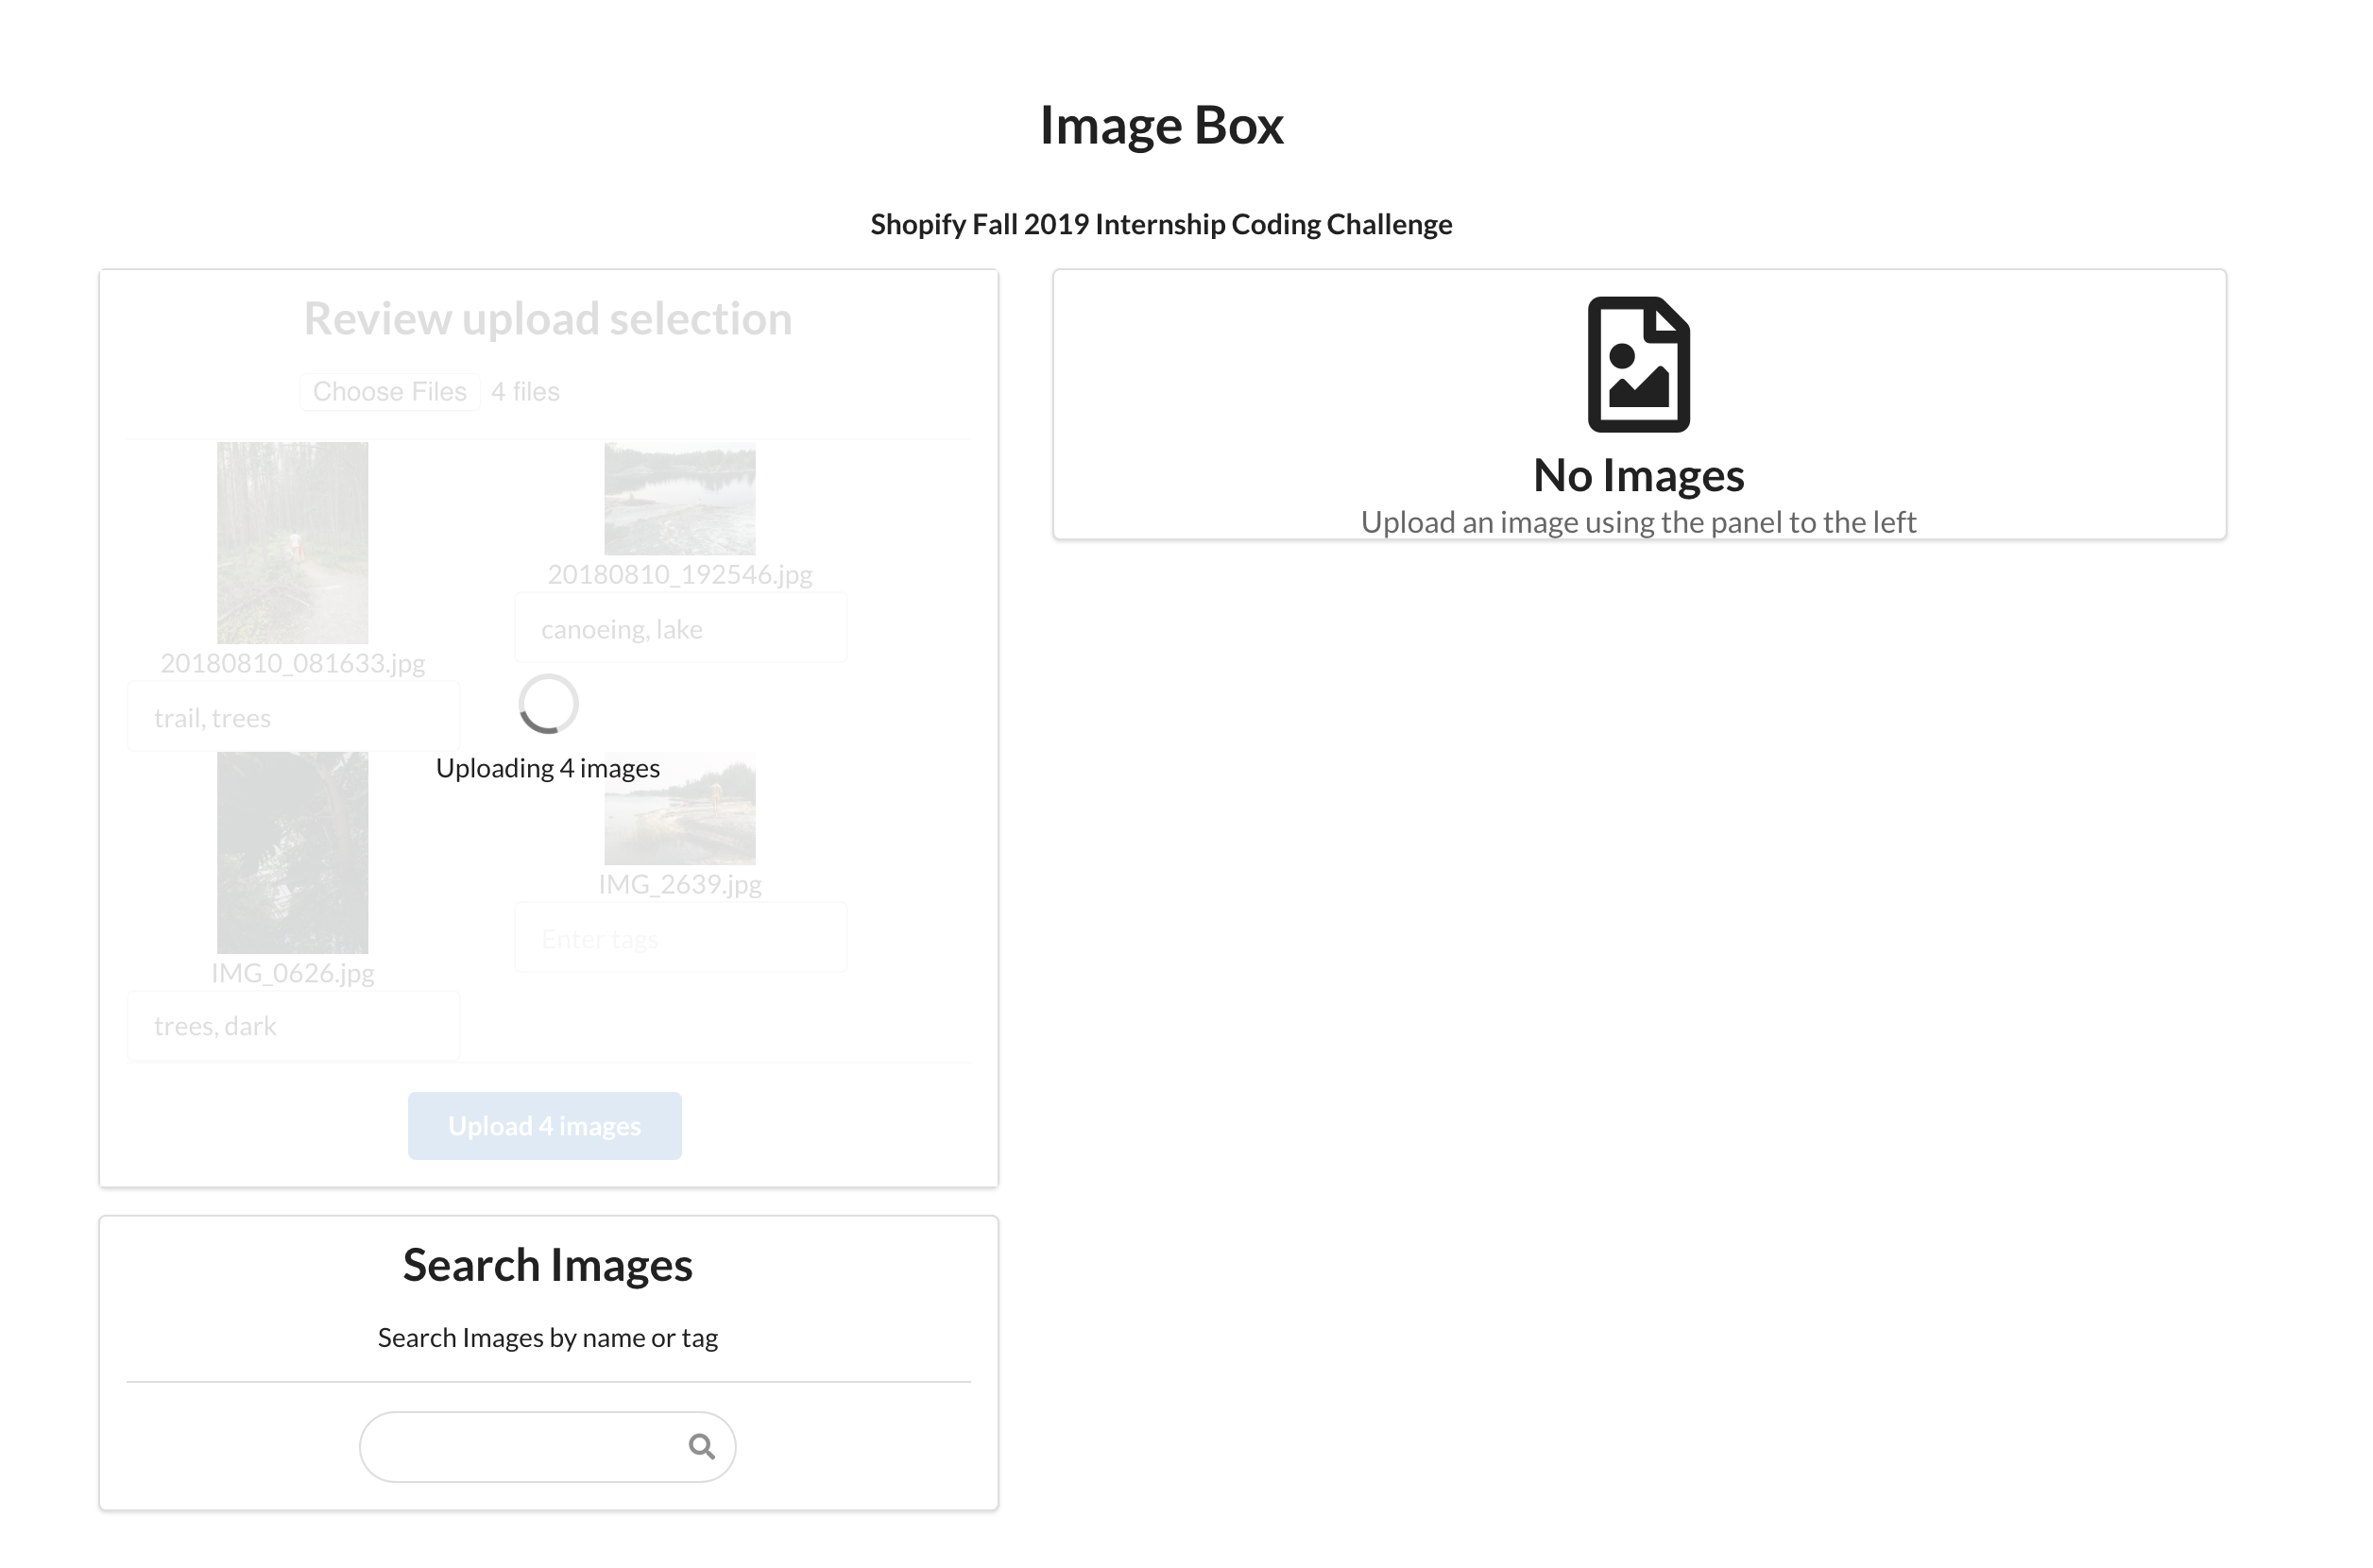 Image Box
Shopify Fall 2019 Internship Coding Challenge
Review upload selection
Choose Files 4 files
20180810_081633.jpg
trail, trees
20180810_192546.jpg
canoeing, lake
Uploading 4 images
IMG_0626.jpg
trees, dark
IMG_2639.jpg
Enter tags
Upload 4 images
Search Images
Search Images by name or tag
No Images
Upload an image using the panel to the left